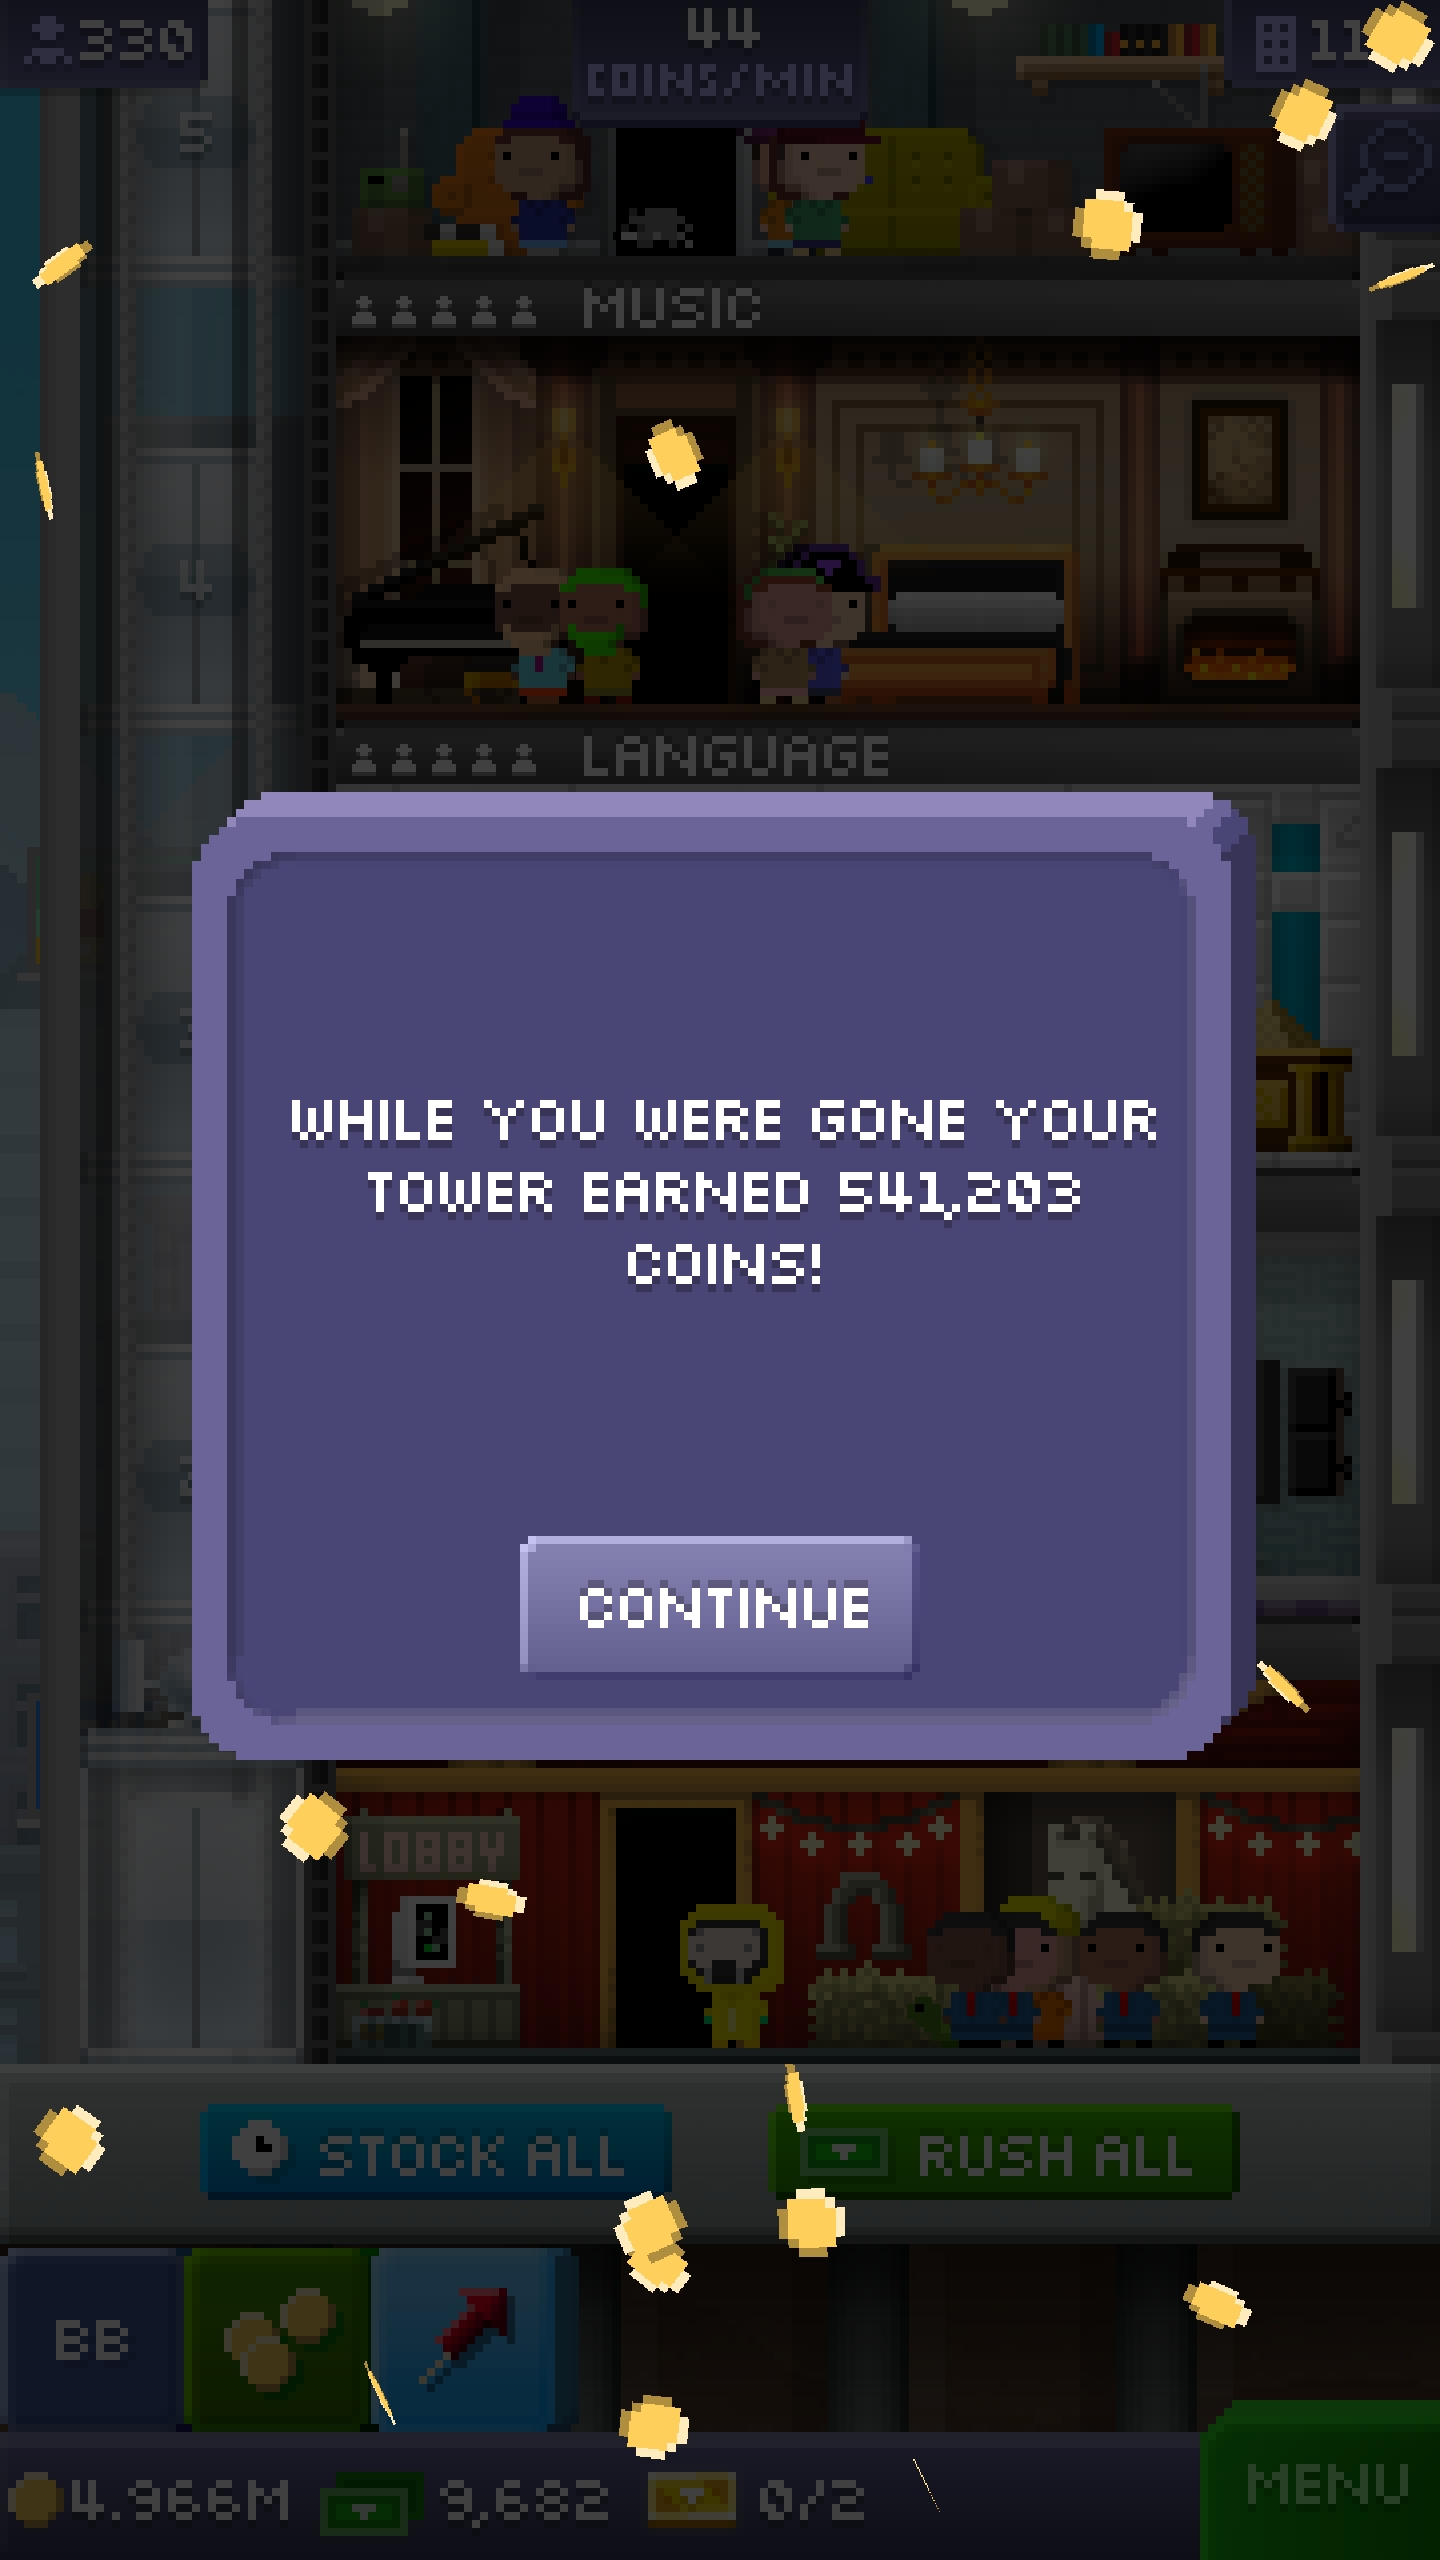 330
44
COINS/MIN
5
MUSIC
4
LANGUAGE
WHILE YOU WERE GONE YOUR
TOWER EARNED 541,203
COINS!
CONTINUE
LOBBY
STOCK ALL
RUSH ALL
BB
4.966M
9,682
0/2
MENU